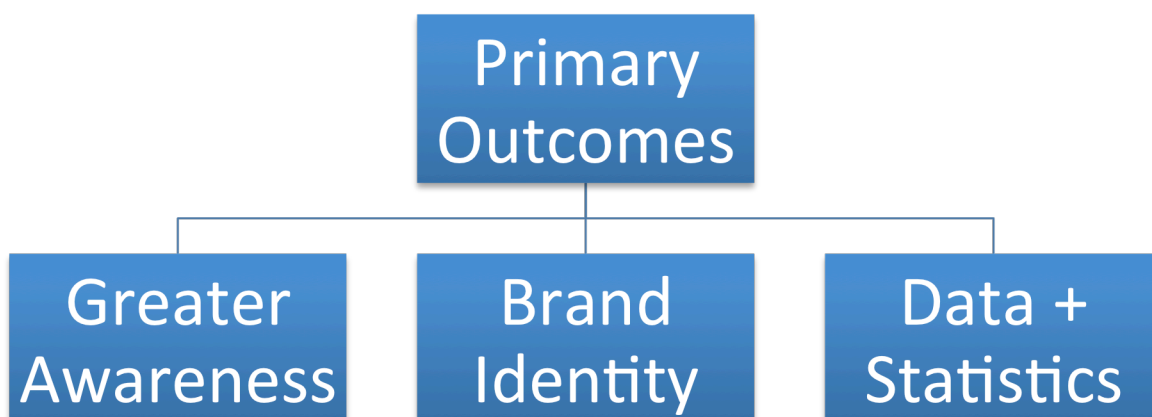 Primary
Outcomes
Greater
Awareness
Brand
Identity
Data +
Statistics